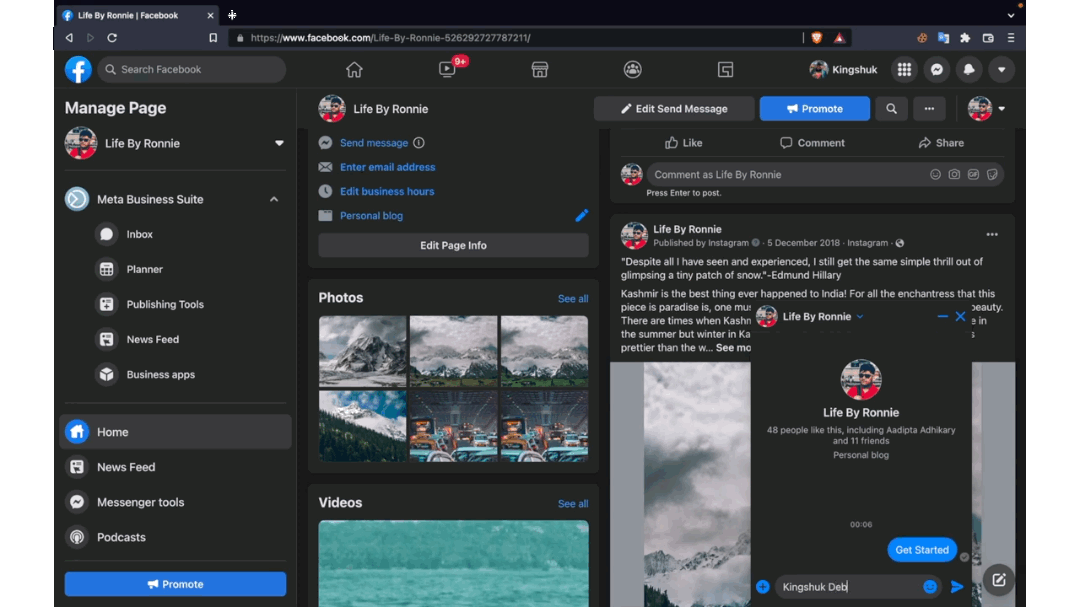 Life By Ronnie | Facebook
https://www.facebook.com/Life-By-Ronnie-526292727787211/
Search Facebook
9+
Kingshuk
Manage Page
Life By Ronnie
Meta Business Suite
Inbox
Planner
Publishing Tools
News Feed
Business apps
Home
News Feed
Messenger tools
Podcasts
Promote
Life By Ronnie
Edit Send Message
Promote
Send message
Enter email address
Edit business hours
Personal blog
Edit Page Info
Photos
See all
Videos
See all
Like
Comment
Share
Comment as Life By Ronnie
GIF
Press Enter to post.
Life By Ronnie
Published by Instagram · 5 December 2018 · Instagram ·
"Despite all I have seen and experienced, I still get the same simple thrill out of
glimpsing a tiny patch of snow."-Edmund Hillary
Kashmir is the best thing ever happened to India! For all the enchantress that this
piece is paradise is, one mus beauty.
There are times when Kashm e in
the summer but winter in Ka s
prettier than the w... See mo
Life By Ronnie
Life By Ronnie
48 people like this, including Aadipta Adhikary
and 11 friends
Personal blog
00:06
Get Started
Kingshuk Deb